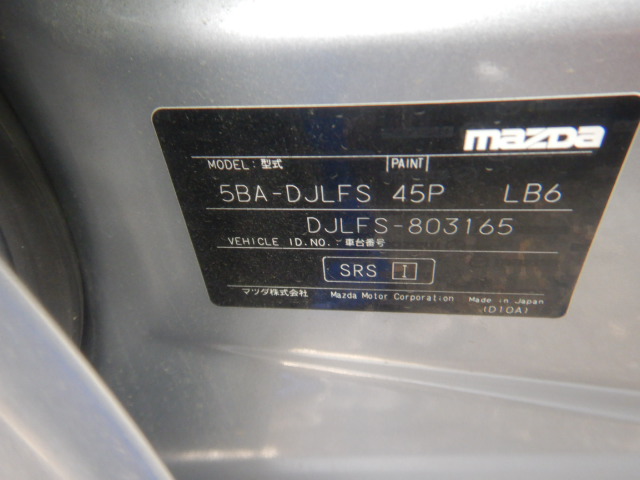 mazda
MODEL: 型式 PAINT
5BA-DJLFS 45P LB6
DJLFS-803165
VEHICLE ID.NO.: 車台番号
SRS I
マツダ株式会社 Mazda Motor Corporation Made in Japan
(D10A)